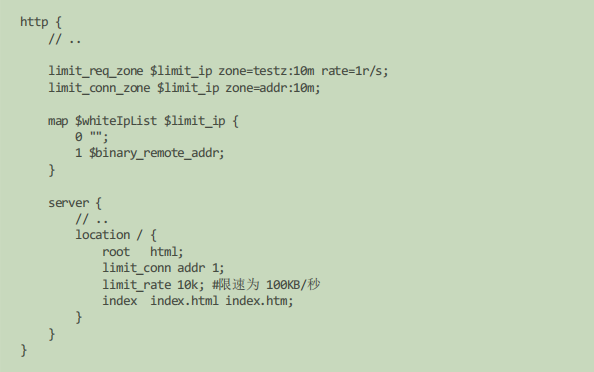 http {
    // ..
    limit_req_zone $limit_ip zone=testz:10m rate=1r/s;
    limit_conn_zone $limit_ip zone=addr:10m;
    map $whiteIpList $limit_ip {
        0 "";
        1 $binary_remote_addr;
    }
    server {
        // ..
        location / {
            root   html;
            limit_conn addr 1;
            limit_rate 10k; #限速为 100KB/秒
            index  index.html index.htm;
        }
    }
}